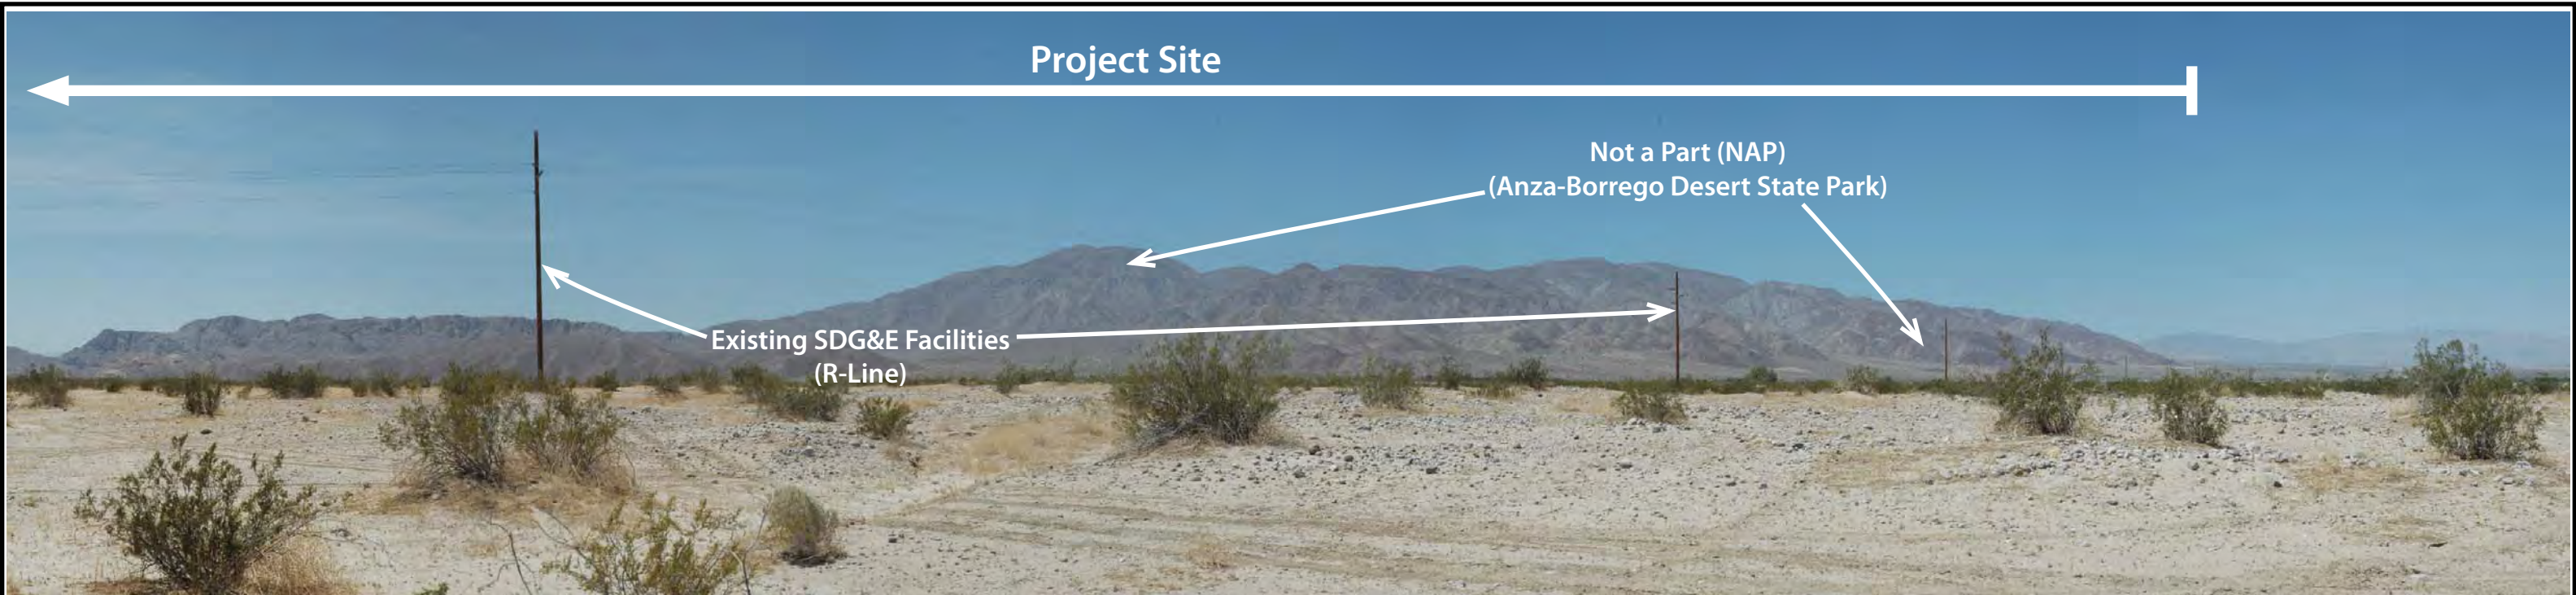 Project Site
Not a Part (NAP)
(Anza-Borrego Desert State Park)
Existing SDG&E Facilities
(R-Line)